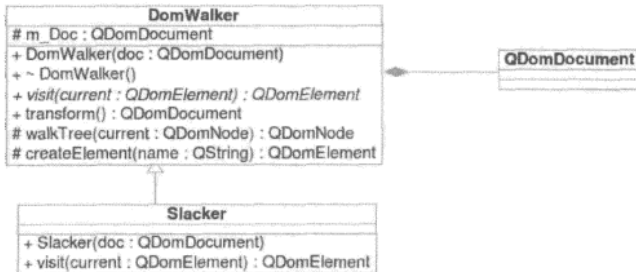 DomWalker
# m_Doc : QDomDocument
+ DomWalker(doc : QDomDocument)
+ ~ DomWalker()
+ visit(current : QDomElement) : QDomElement
+ transform() : QDomDocument
# walkTree(current : QDomNode) : QDomNode
# createElement(name : QString) : QDomElement
QDomDocument
Slacker
+ Slacker(doc : QDomDocument)
+ visit(current : QDomElement) : QDomElement